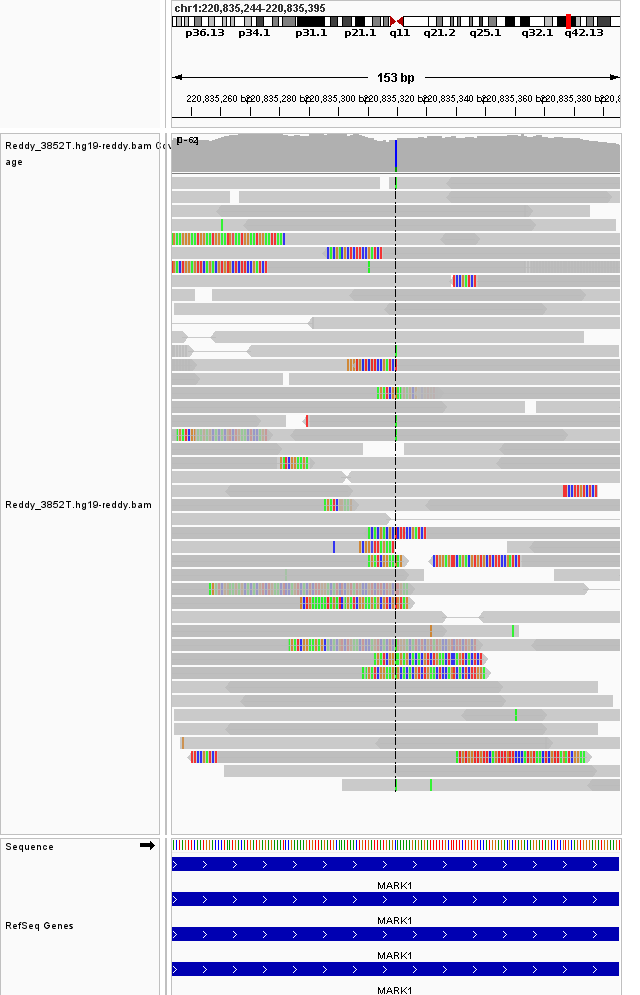 chr1:220,835,244-220,835,395
p36.13 p34.1 p31.1 p21.1 q11 q21.2 q25.1 q32.1 q42.13
153 bp
220,835,260 bp 220,835,280 bp 220,835,300 bp 220,835,320 bp 220,835,340 bp 220,835,360 bp 220,835,380 bp
Reddy_3852T.hg19-reddy.bam Cov
age
[0-62]
Reddy_3852T.hg19-reddy.bam
Sequence
MARK1
MARK1
RefSeq Genes
MARK1
MARK1